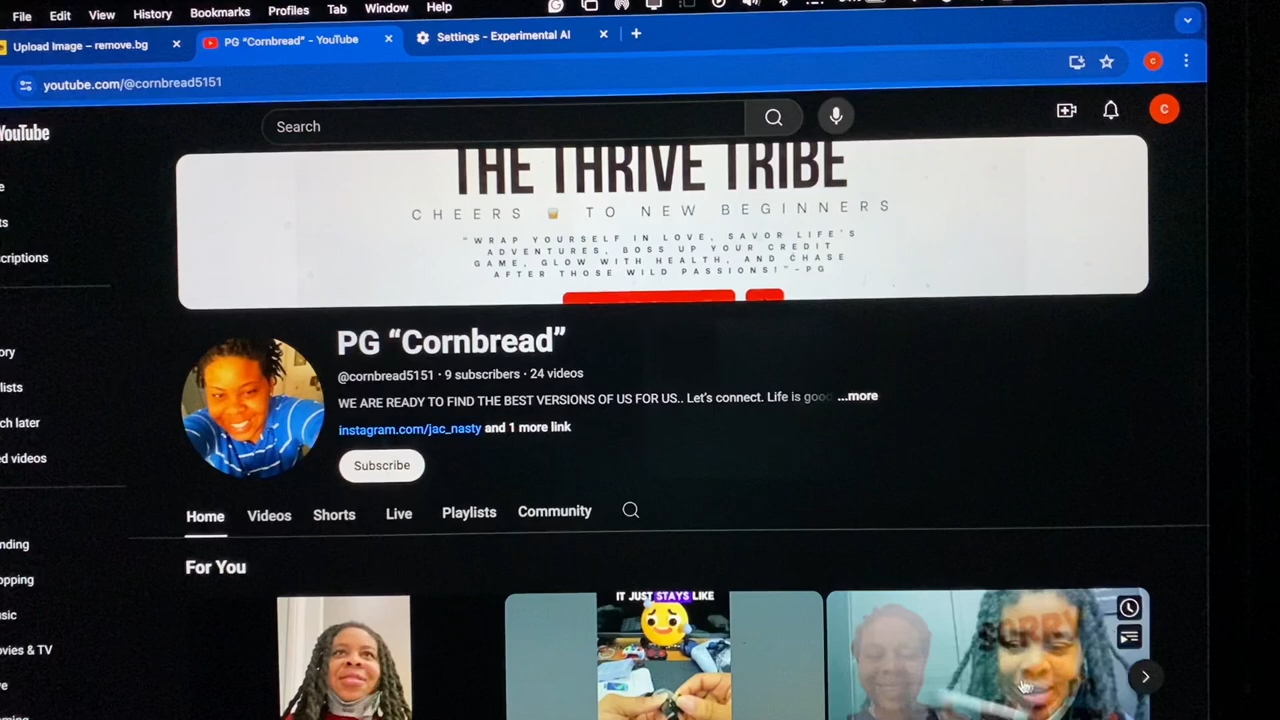 File Edit View History Bookmarks Profiles Tab Window Help
Upload Image – remove.bg
PG “Cornbread” - YouTube
Settings - Experimental AI
youtube.com/@cornbread5151
C
YouTube
Search
C
THE THRIVE TRIBE
CHEERS TO NEW BEGINNERS
"WRAP YOURSELF IN LOVE, SAVOR LIFE'S
ADVENTURES, BOSS UP YOUR CREDIT
GAME, GLOW WITH HEALTH, AND CHASE
AFTER THOSE WILD PASSIONS!"-PG
PG “Cornbread”
@cornbread5151 · 9 subscribers · 24 videos
WE ARE READY TO FIND THE BEST VERSIONS OF US FOR US.. Let’s connect. Life is good ...more
instagram.com/jac_nasty and 1 more link
Subscribe
Home Videos Shorts Live Playlists Community
For You
IT JUST STAYS LIKE
e
ts
criptions
ory
lists
ch later
ed videos
nding
opping
sic
ovies & TV
e